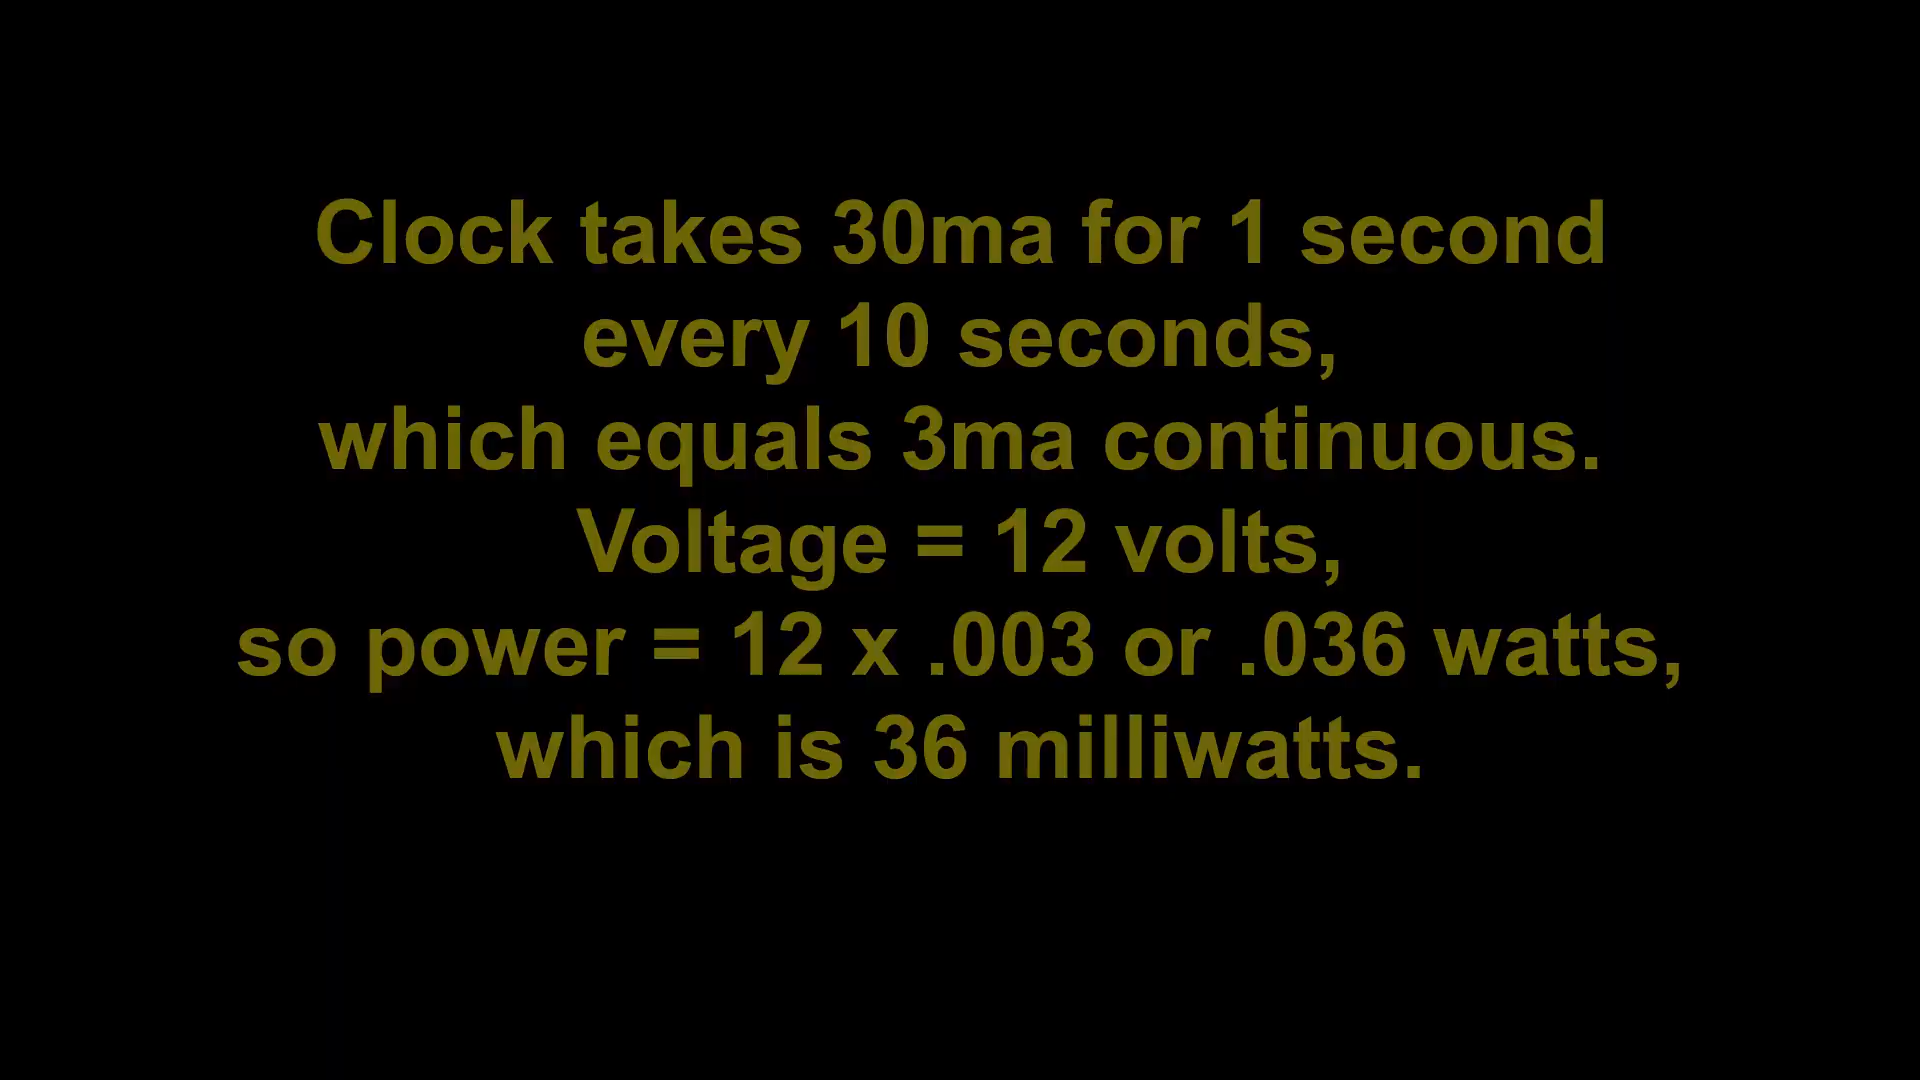 Clock takes 30ma for 1 second
every 10 seconds,
which equals 3ma continuous.
Voltage = 12 volts,
so power = 12 x .003 or .036 watts,
which is 36 milliwatts.